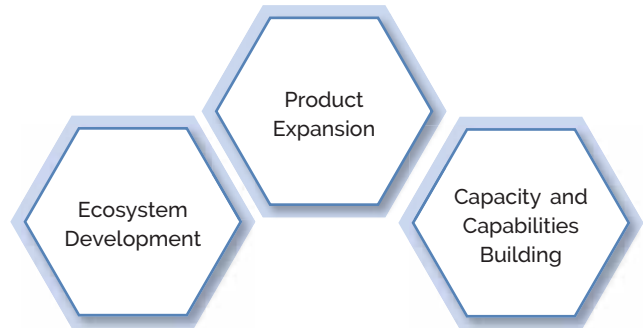 Product
Expansion
Ecosystem
Development
Capacity and
Capabilities
Building